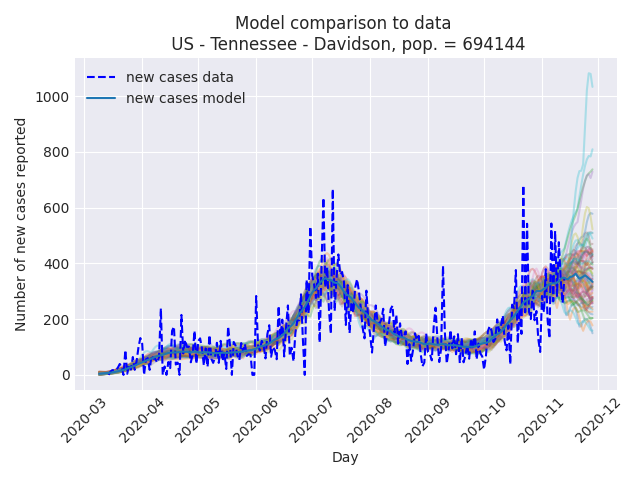 Model comparison to data
US - Tennessee - Davidson, pop. = 694144
new cases data
new cases model
Number of new cases reported
1000
800
600
400
200
0
2020-03
2020-04
2020-05
2020-06
2020-07
2020-08
2020-09
2020-10
2020-11
2020-12
Day